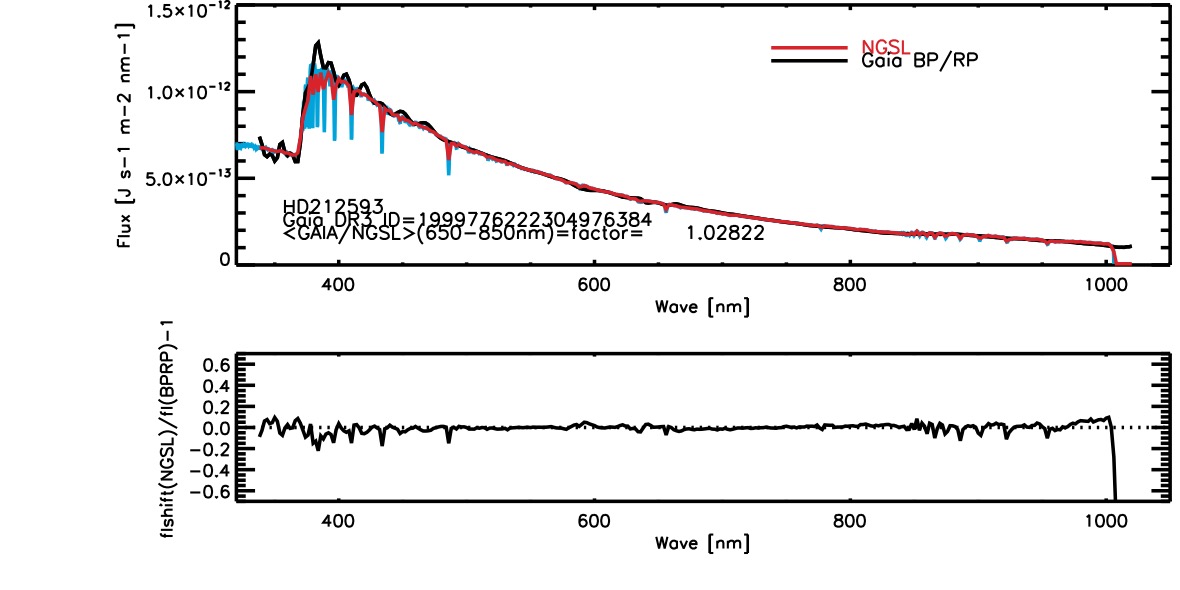 1.5×10−12
1.0×10−12
5.0×10−13
0
Flux [J s−1 m−2 nm−1]
NGSL
Gaia BP/RP
HD212593
Gaia DR3 ID=1999776222304976384
<GAIA/NGSL>(650−850nm)=factor= 1.02822
400 600 800 1000
Wave [nm]
flshift(NGSL)/fl(BPRP)−1
0.6
0.4
0.2
0.0
−0.2
−0.4
−0.6
400 600 800 1000
Wave [nm]